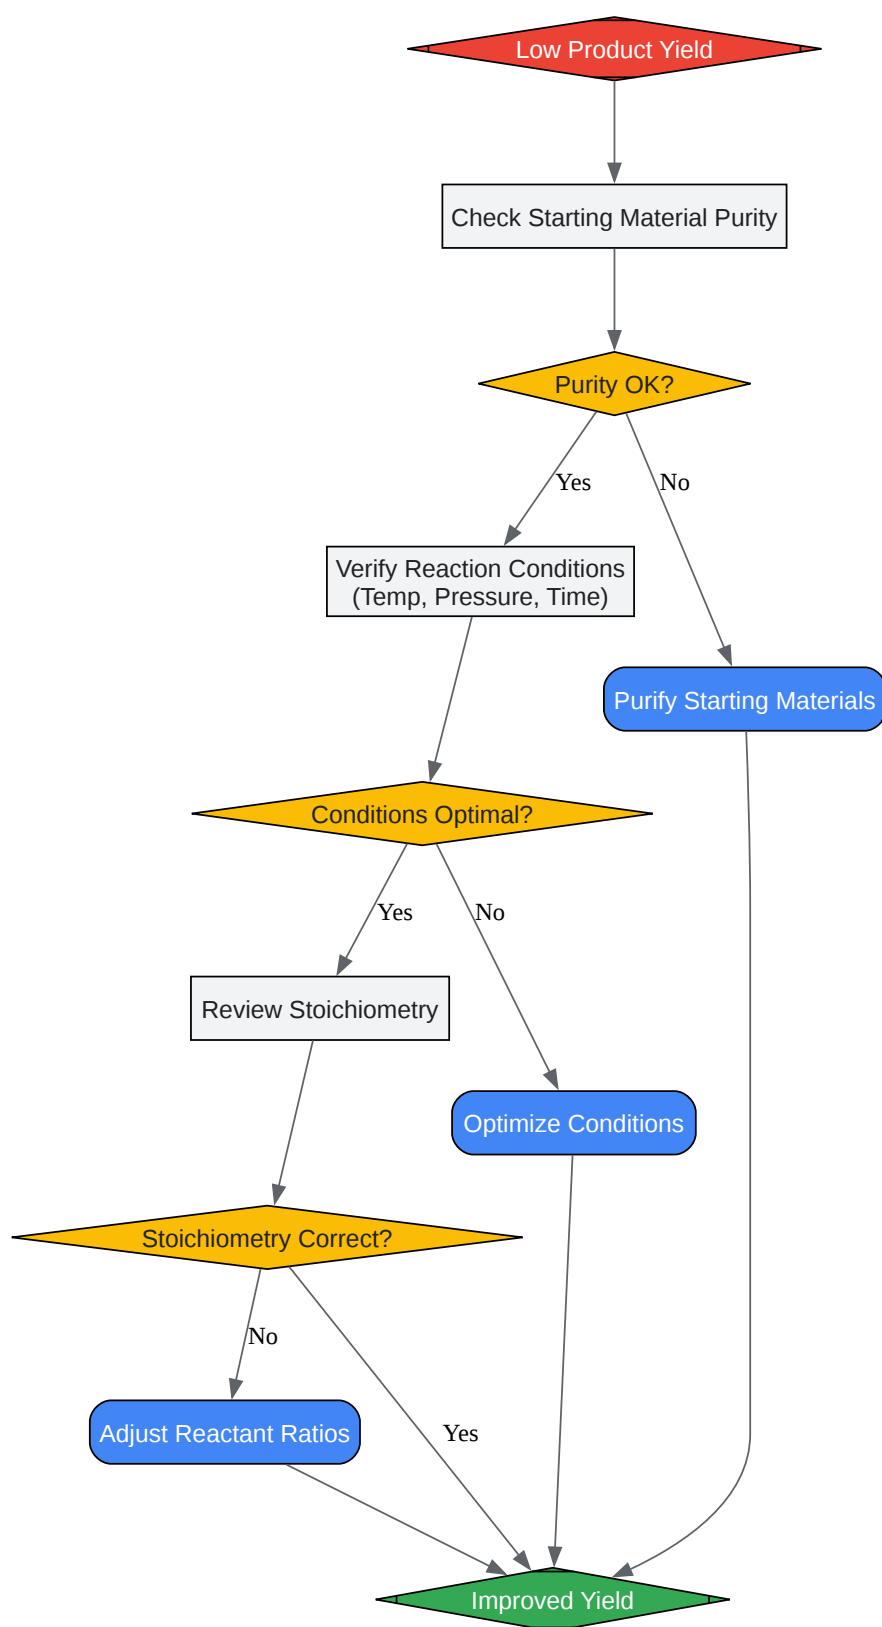 Low Product Yield
Check Starting Material Purity
Purity OK?
Yes
No
Verify Reaction Conditions
(Temp, Pressure, Time)
Purify Starting Materials
Conditions Optimal?
Yes
No
Review Stoichiometry
Optimize Conditions
Stoichiometry Correct?
No
Yes
Adjust Reactant Ratios
Improved Yield